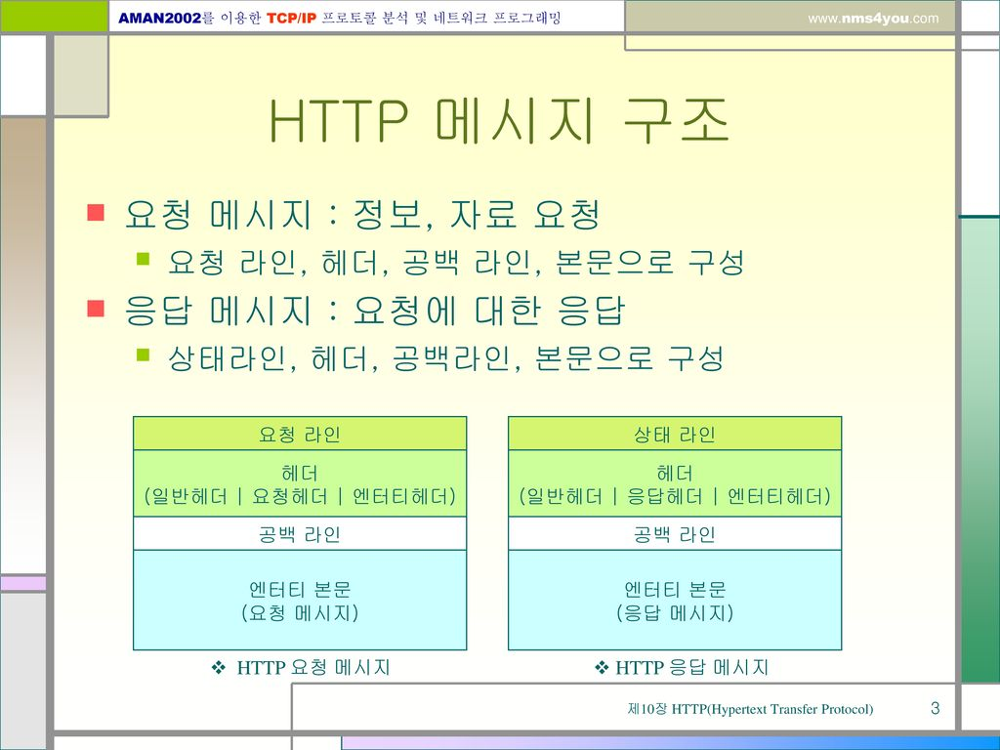 AMAN2002를 이용한 TCP/IP 프로토콜 분석 및 네트워크 프로그래밍
www.nms4you.com
HTTP 메시지 구조
요청 메시지 : 정보, 자료 요청
요청 라인, 헤더, 공백 라인, 본문으로 구성
응답 메시지 : 요청에 대한 응답
상태라인, 헤더, 공백라인, 본문으로 구성
요청 라인
헤더
(일반헤더 | 요청헤더 | 엔터티헤더)
공백 라인
엔터티 본문
(요청 메시지)
❖ HTTP 요청 메시지
상태 라인
헤더
(일반헤더 | 응답헤더 | 엔터티헤더)
공백 라인
엔터티 본문
(응답 메시지)
❖ HTTP 응답 메시지
제10장 HTTP(Hypertext Transfer Protocol)
3